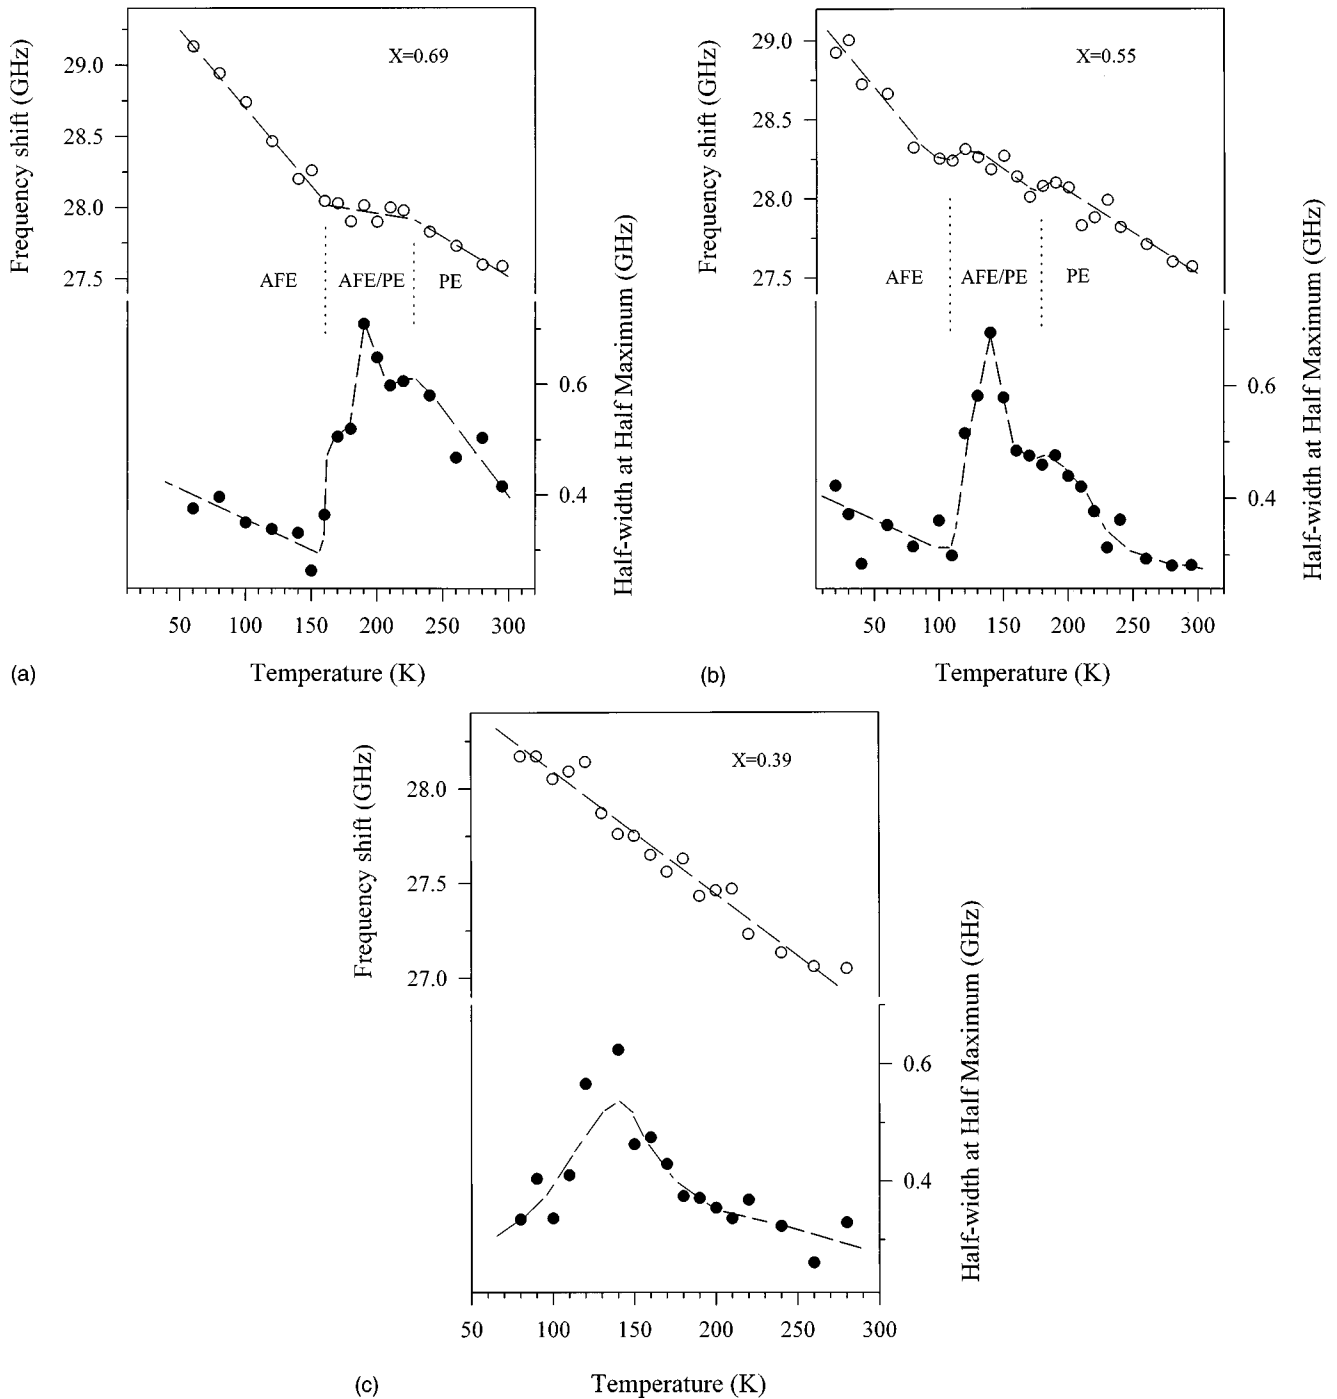 Frequency shift (GHz)
29.0
28.5
28.0
27.5
X=0.69
AFE AFE/PE PE
0.6
0.4
Half-width at Half Maximum (GHz)
50 100 150 200 250 300
(a) Temperature (K)
Frequency shift (GHz)
29.0
28.5
28.0
27.5
X=0.55
AFE AFE/PE PE
0.6
0.4
Half-width at Half Maximum (GHz)
50 100 150 200 250 300
(b) Temperature (K)
Frequency shift (GHz)
28.0
27.5
27.0
X=0.39
0.6
0.4
Half-width at Half Maximum (GHz)
50 100 150 200 250 300
(c) Temperature (K)